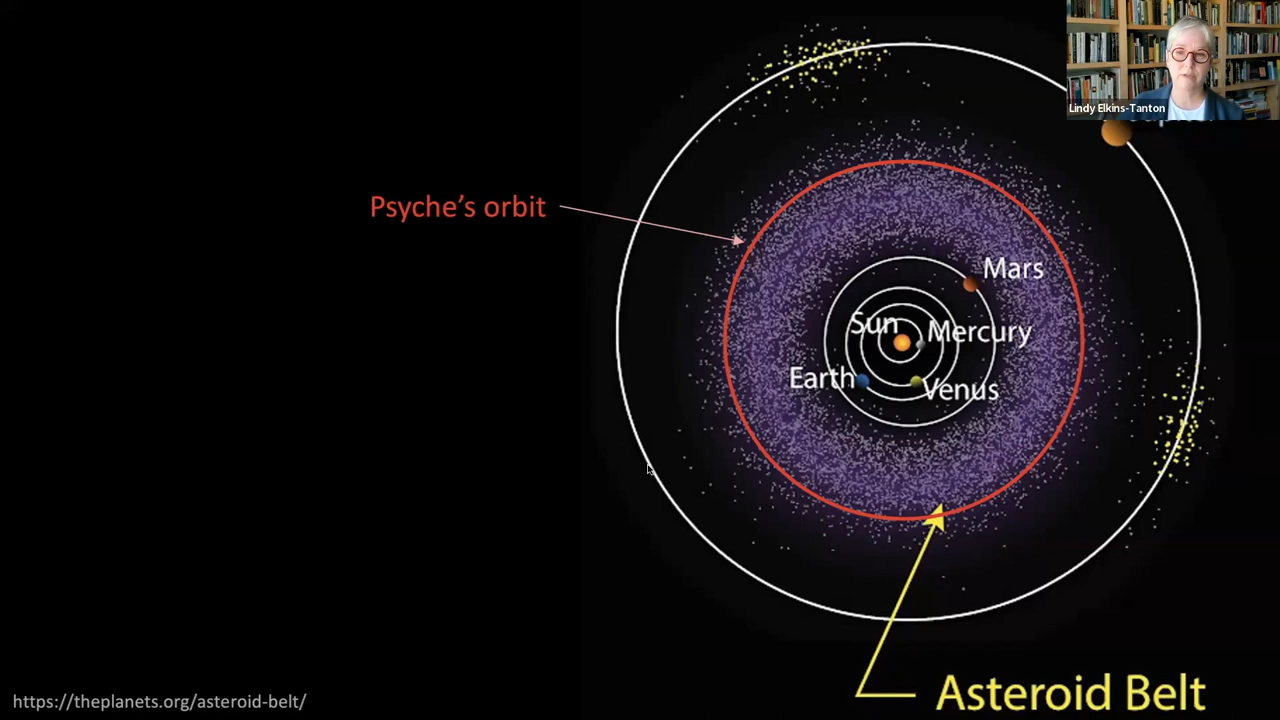 Lindy Elkins-Tanton
Psyche’s orbit
Mars
Sun
Mercury
Earth
Venus
Asteroid Belt
https://theplanets.org/asteroid-belt/